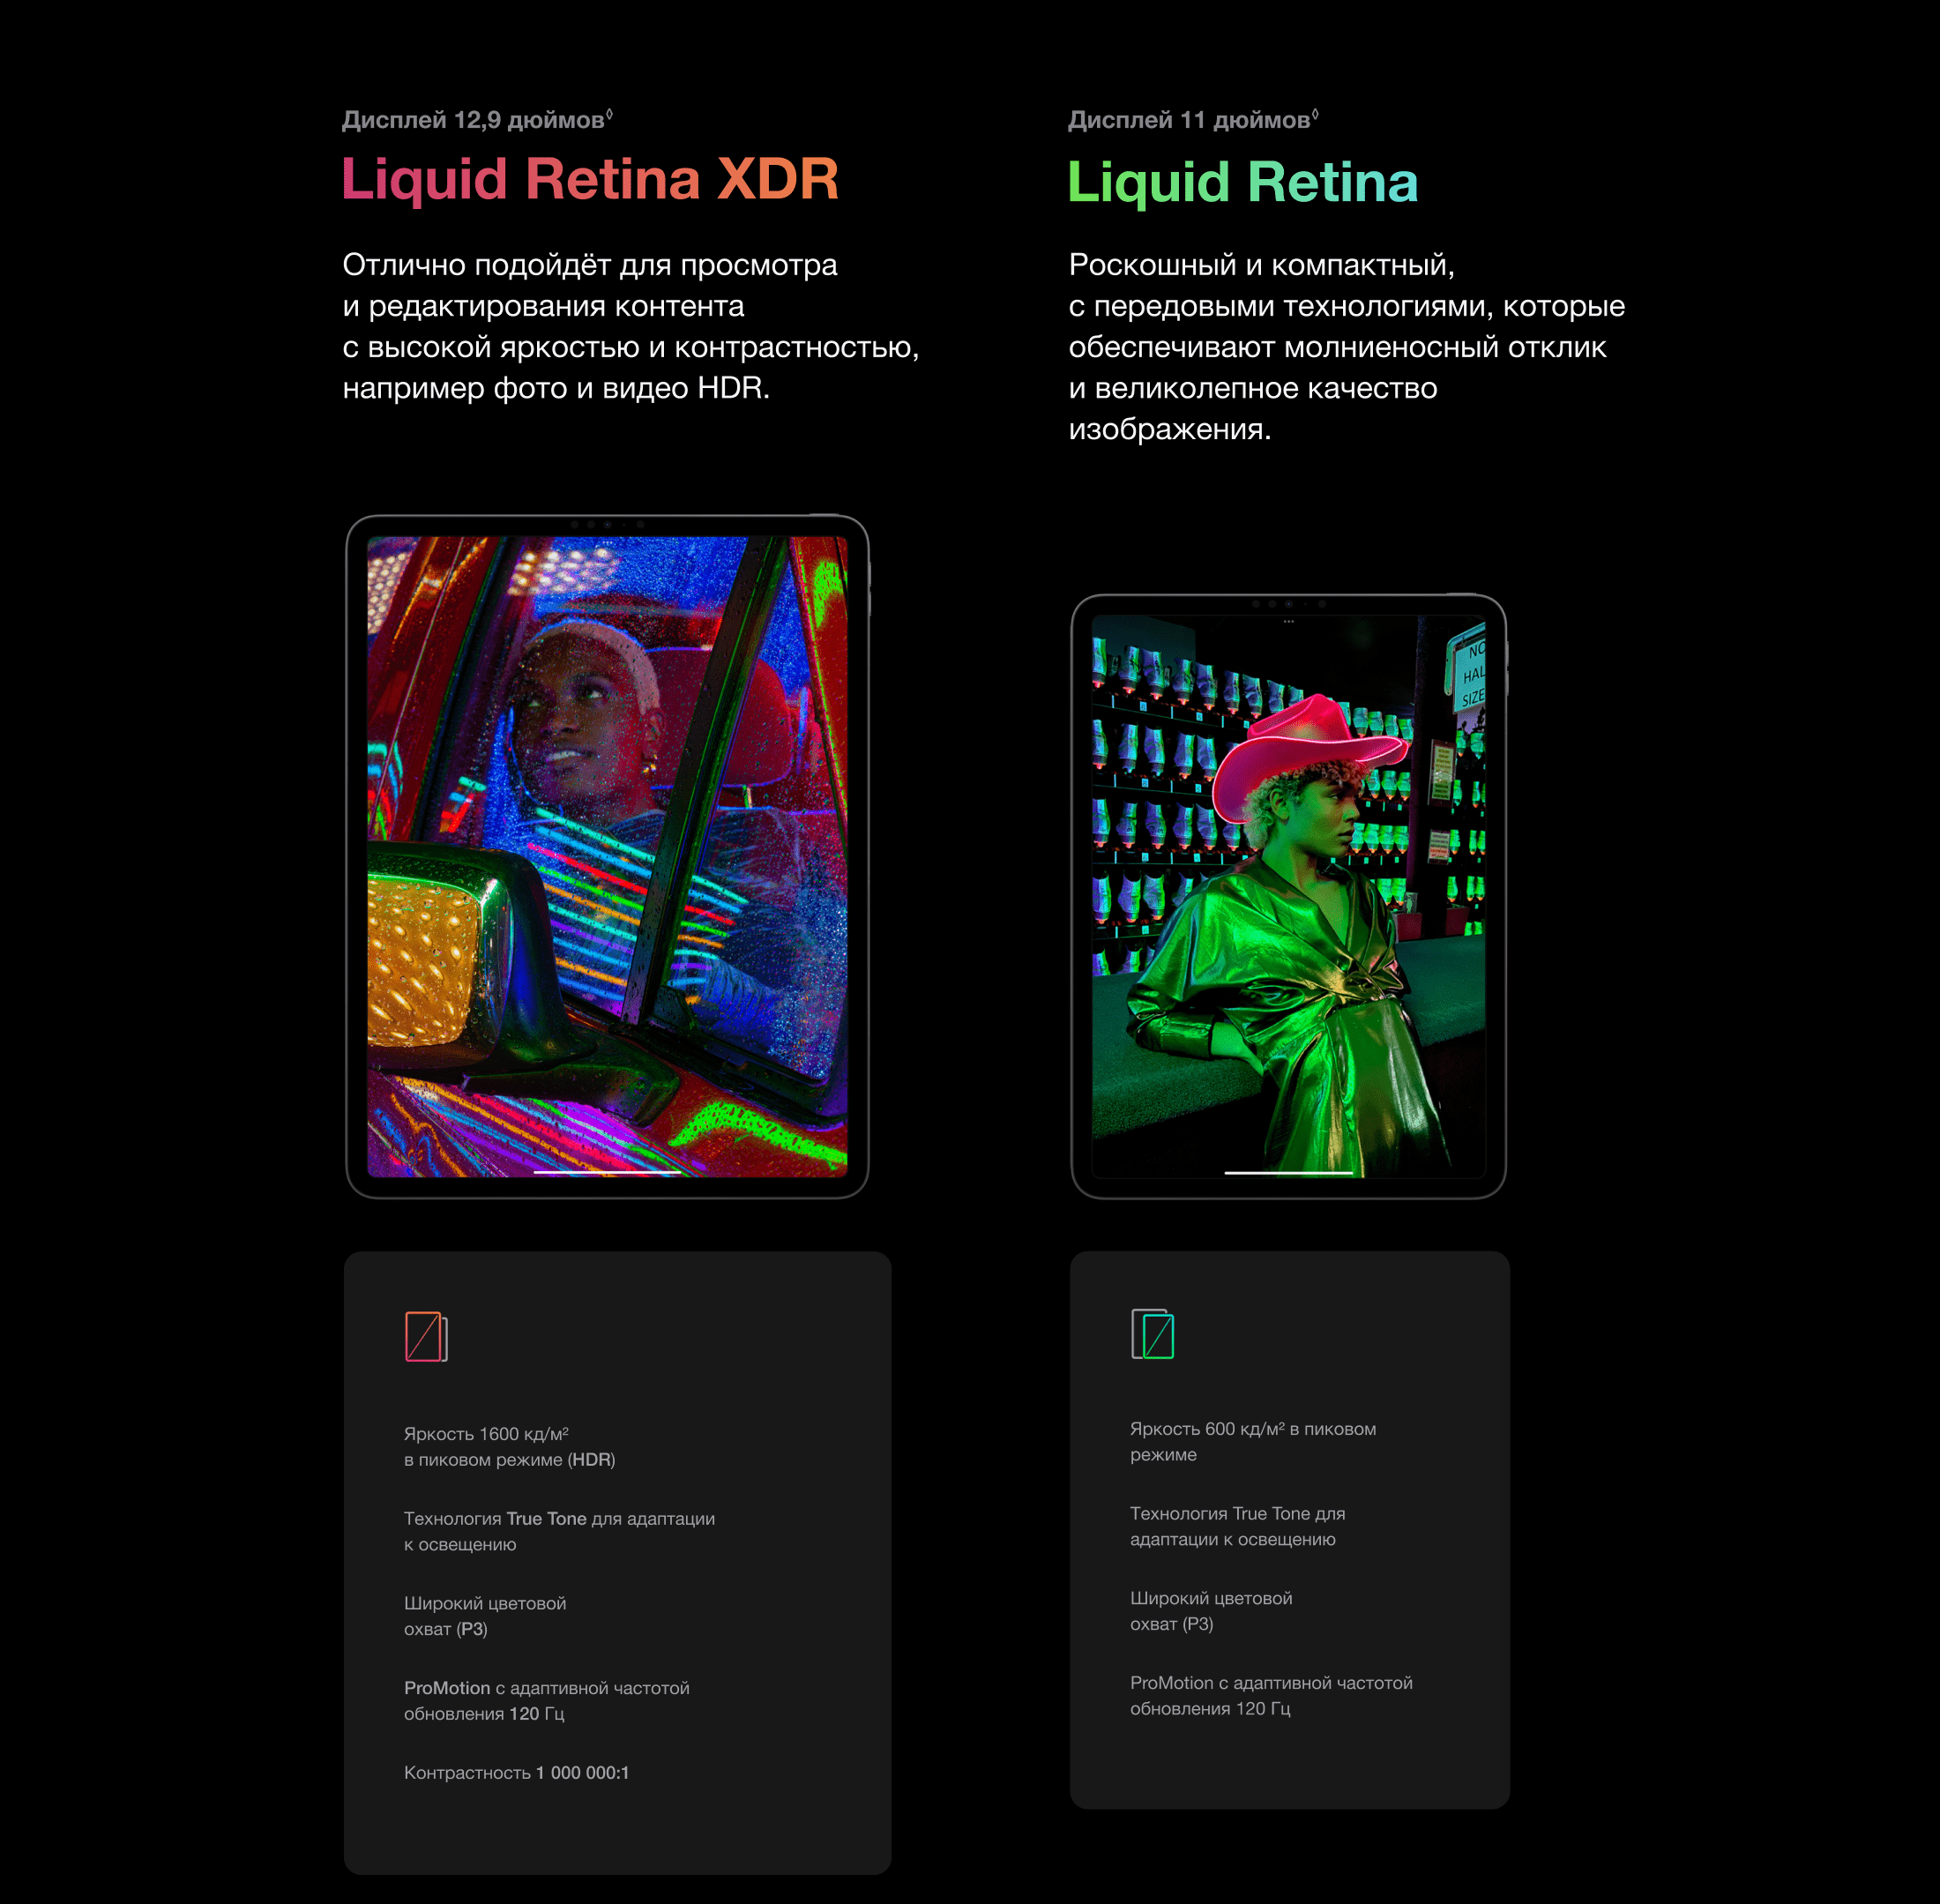 Дисплей 12,9 дюймов◊
Liquid Retina XDR
Отлично подойдёт для просмотра
и редактирования контента
с высокой яркостью и контрастностью,
например фото и видео HDR.
Дисплей 11 дюймов◊
Liquid Retina
Роскошный и компактный,
с передовыми технологиями, которые
обеспечивают молниеносный отклик
и великолепное качество
изображения.
NO
HAL
SIZE
Яркость 1600 кд/м²
в пиковом режиме (HDR)
Технология True Tone для адаптации
к освещению
Широкий цветовой
охват (P3)
ProMotion с адаптивной частотой
обновления 120 Гц
Контрастность 1 000 000:1
Яркость 600 кд/м² в пиковом
режиме
Технология True Tone для
адаптации к освещению
Широкий цветовой
охват (P3)
ProMotion с адаптивной частотой
обновления 120 Гц